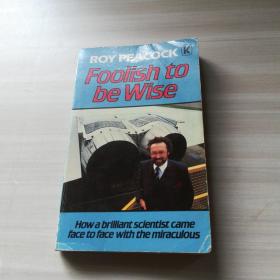 ROY PEACOCK
K
Foolish to
be Wise
How a brilliant scientist came
face to face with the miraculous